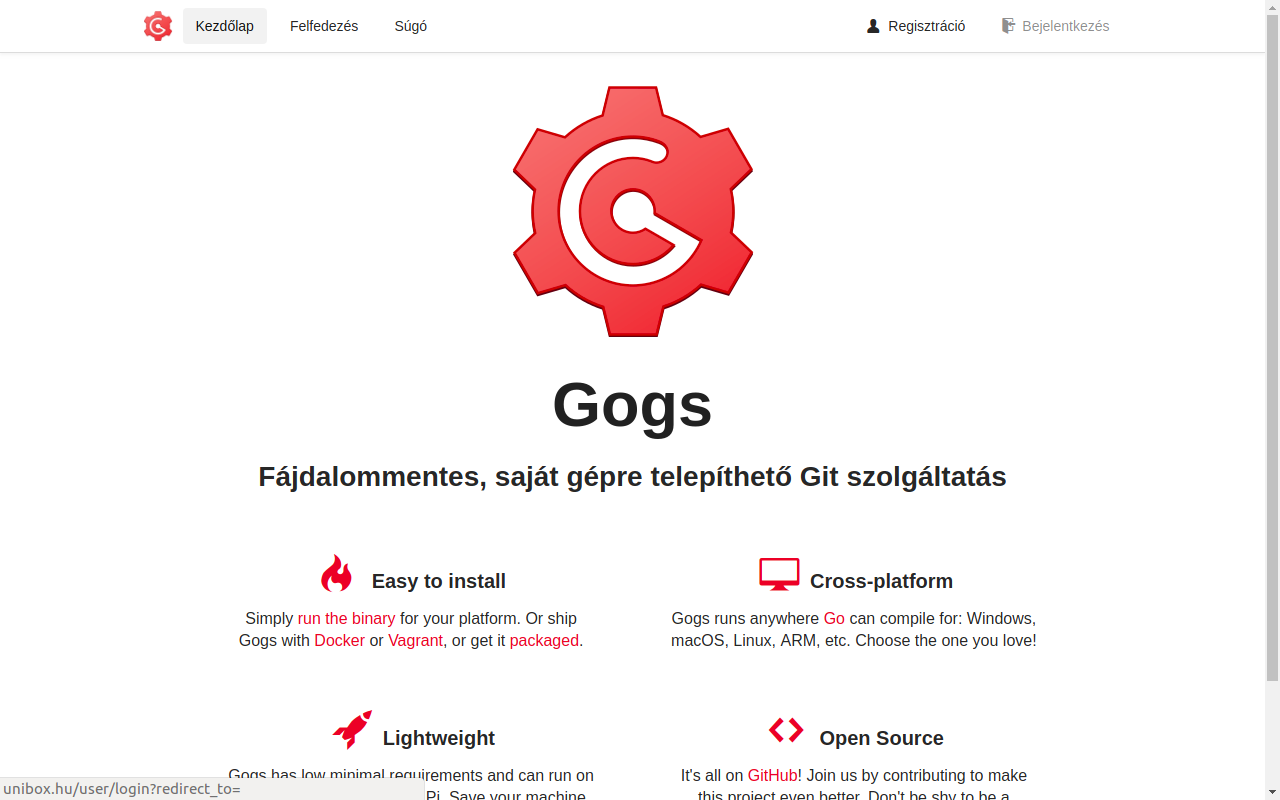 Kezdőlap Felfedezés Súgó Regisztráció Bejelentkezés
Gogs
Fájdalommentes, saját gépre telepíthető Git szolgáltatás
Easy to install
Simply run the binary for your platform. Or ship
Gogs with Docker or Vagrant, or get it packaged.
Cross-platform
Gogs runs anywhere Go can compile for: Windows,
macOS, Linux, ARM, etc. Choose the one you love!
Lightweight
Gogs has low minimal requirements and can run on
Pi. Save your machine
Open Source
It's all on GitHub! Join us by contributing to make
this project even better. Don't be shy to be a
unibox.hu/user/login?redirect_to=